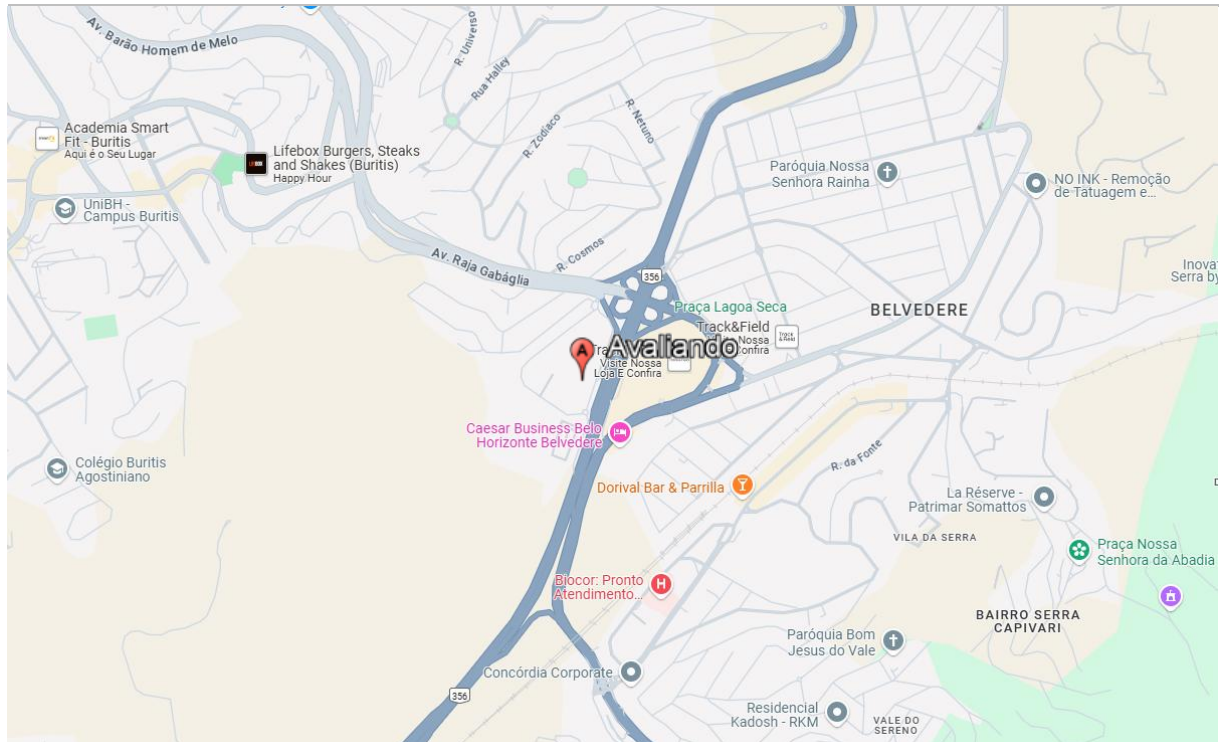 Av. Barão Homem de Melo
R. Universo
Rua Halley
R. Zodíaco
R. Netuno
Academia Smart
Fit - Buritis
Aqui é o Seu Lugar
Lifebox Burgers, Steaks
and Shakes (Buritis)
Happy Hour
UniBH -
Campus Buritis
Paróquia Nossa
Senhora Rainha
NO INK - Remoção
de Tatuagem e...
Av. Raja Gabáglia
R. Cosmos
356
Inova
Serra by
Praça Lagoa Seca
BELVEDERE
Track&Field
Nossa
Confira
A
Avaliando
Visite Nossa
Loja E Confira
Caesar Business Belo
Horizonte Belvedere
Colégio Buritis
Agostiniano
Dorival Bar & Parrilla
R. da Fonte
La Réserve -
Patrimar Somattos
VILA DA SERRA
Praça Nossa
Senhora da Abadia
Biocor: Pronto
Atendimento...
H
BAIRRO SERRA
CAPIVARI
Paróquia Bom
Jesus do Vale
Concórdia Corporate
356
Residencial
Kadosh - RKM
VALE DO
SERENO